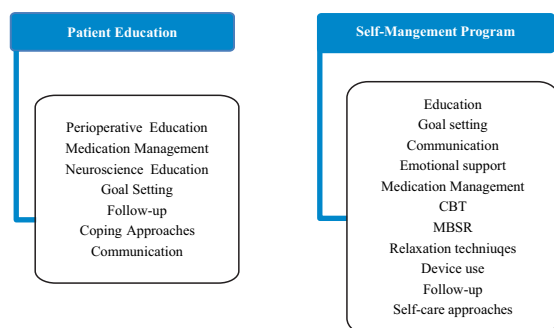 Patient Education
Perioperative Education
Medication Management
Neuroscience Education
Goal Setting
Follow-up
Coping Approaches
Communication
Self-Mangement Program
Education
Goal setting
Communication
Emotional support
Medication Management
CBT
MBSR
Relaxation techniuqes
Device use
Follow-up
Self-care approaches